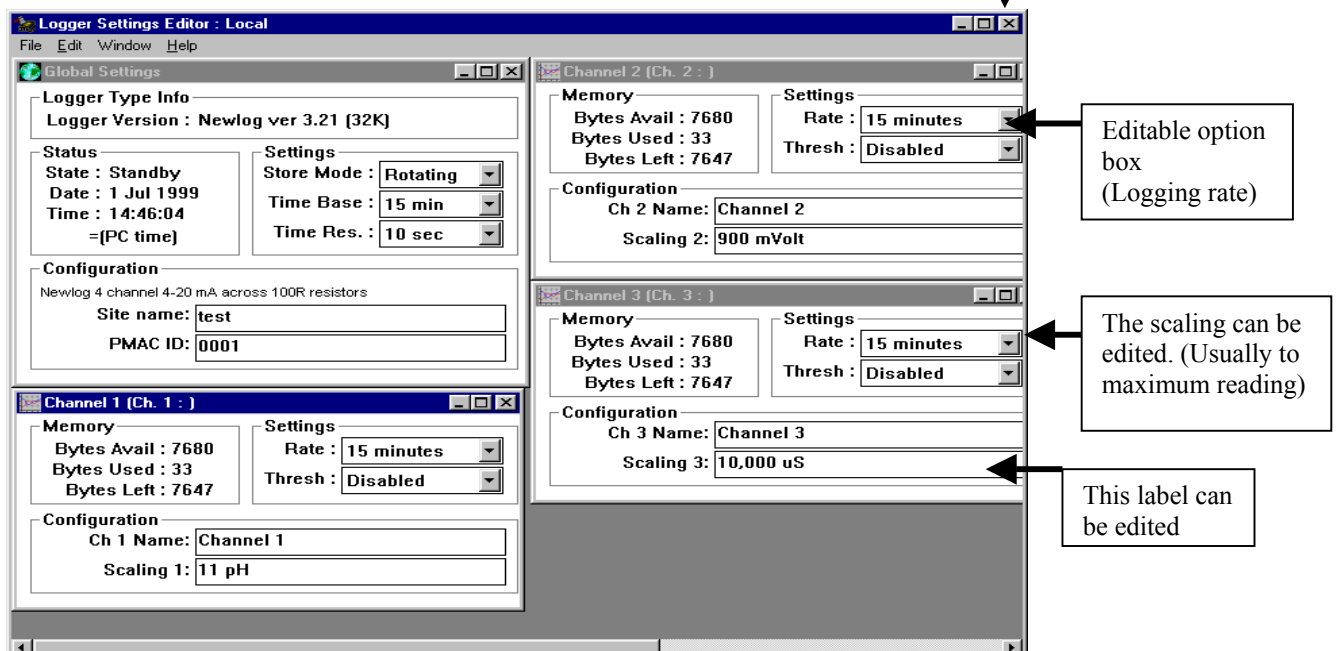 Logger Settings Editor : Local
File Edit Window Help
Global Settings
Logger Type Info
Logger Version : Newlog ver 3.21 (32K)
Status
State : Standby
Date : 1 Jul 1999
Time : 14:46:04
=(PC time)
Settings
Store Mode : Rotating
Time Base : 15 min
Time Res. : 10 sec
Configuration
Newlog 4 channel 4-20 mA across 100R resistors
Site name: test
PMAC ID: 0001
Channel 1 (Ch. 1 : )
Memory
Bytes Avail : 7680
Bytes Used : 33
Bytes Left : 7647
Settings
Rate : 15 minutes
Thresh : Disabled
Configuration
Ch 1 Name: Channel 1
Scaling 1: 11 pH
Channel 2 (Ch. 2 : )
Memory
Bytes Avail : 7680
Bytes Used : 33
Bytes Left : 7647
Settings
Rate : 15 minutes
Thresh : Disabled
Configuration
Ch 2 Name: Channel 2
Scaling 2: 900 mVolt
Channel 3 (Ch. 3 : )
Memory
Bytes Avail : 7680
Bytes Used : 33
Bytes Left : 7647
Settings
Rate : 15 minutes
Thresh : Disabled
Configuration
Ch 3 Name: Channel 3
Scaling 3: 10,000 uS
Editable option
box
(Logging rate)
The scaling can be
edited. (Usually to
maximum reading)
This label can
be edited